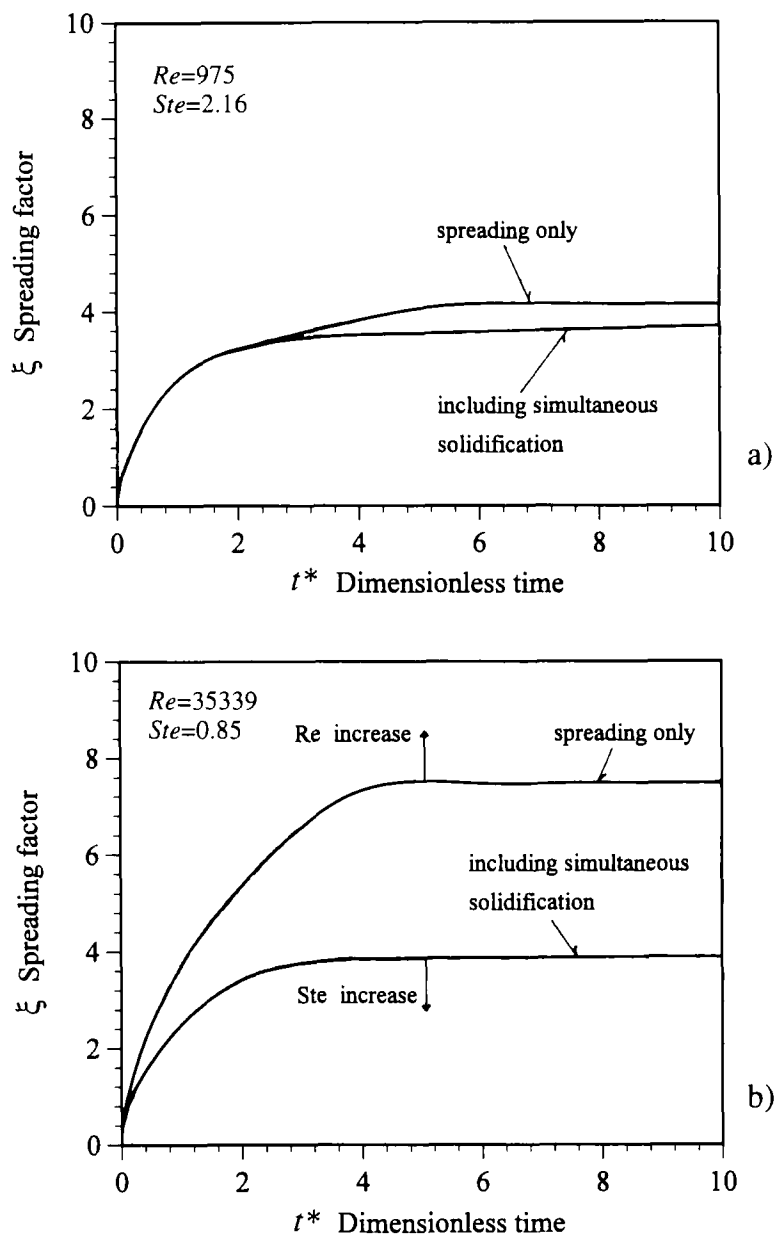 10
8
6
4
2
0
ξ Spreading factor
Re=975
Ste=2.16
spreading only
including simultaneous
solidification
a)
0 2 4 6 8 10
t* Dimensionless time
10
8
6
4
2
0
ξ Spreading factor
Re=35339
Ste=0.85
Re increase
spreading only
including simultaneous
solidification
Ste increase
b)
0 2 4 6 8 10
t* Dimensionless time